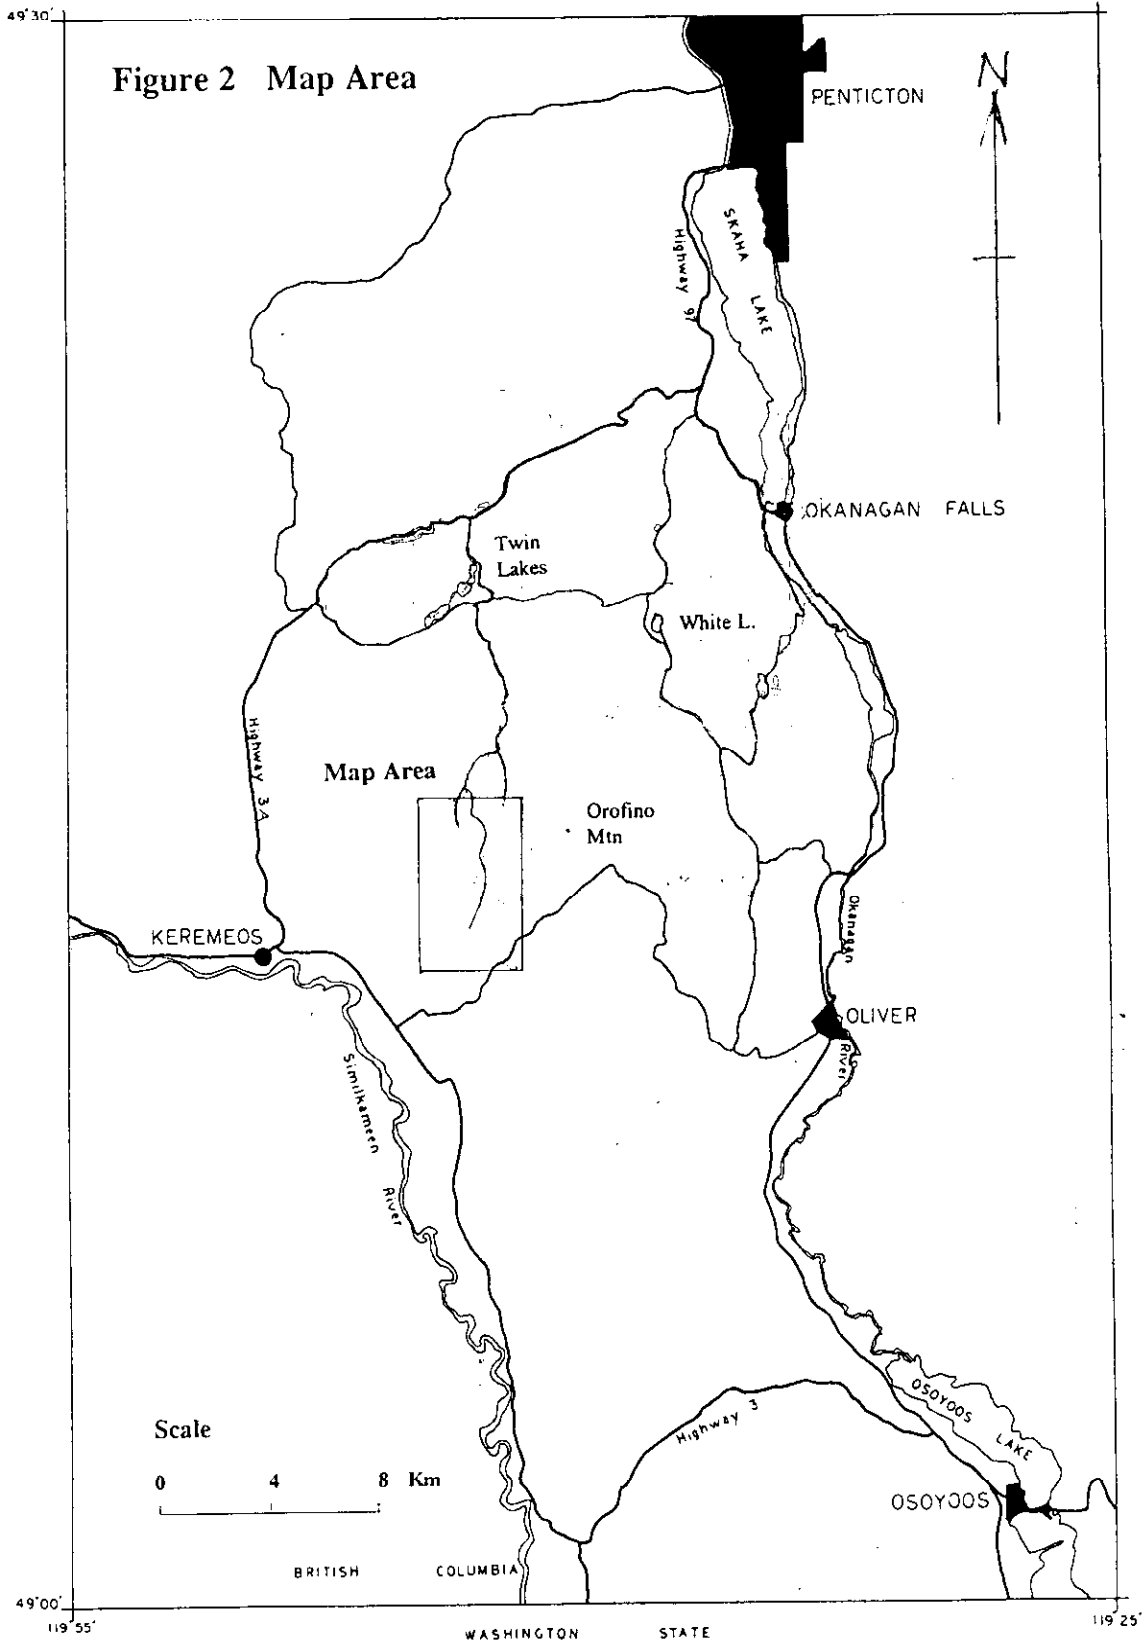 49°30'
Figure 2 Map Area
N
PENTICTON
SKAHA LAKE
Highway 97
OKANAGAN FALLS
Twin
Lakes
White L.
Highway 3A
Map Area
Orofino
Mtn
KEREMEOS
Okanagan
River
OLIVER
Similkameen River
Scale
0 4 8 Km
Highway 3
OSOYOOS LAKE
OSOYOOS
BRITISH COLUMBIA
49°00'
119°55'
119°25'
WASHINGTON STATE